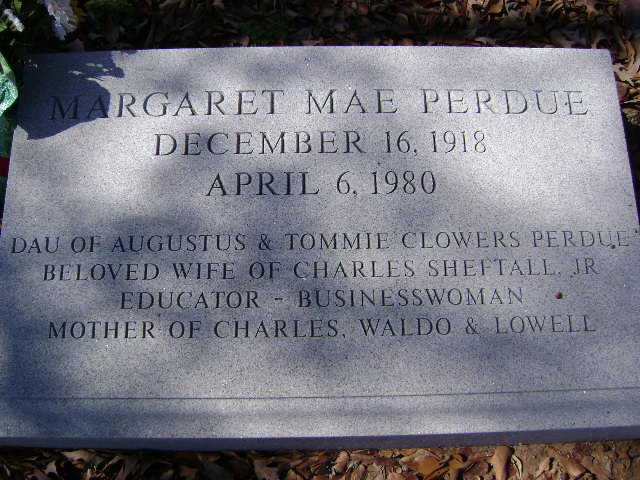 MARGARET MAE PERDUE
DECEMBER 16, 1918
APRIL 6, 1980
DAU OF AUGUSTUS & TOMMIE CLOWERS PERDUE
BELOVED WIFE OF CHARLES SHEFTALL, JR
EDUCATOR - BUSINESSWOMAN
MOTHER OF CHARLES, WALDO & LOWELL